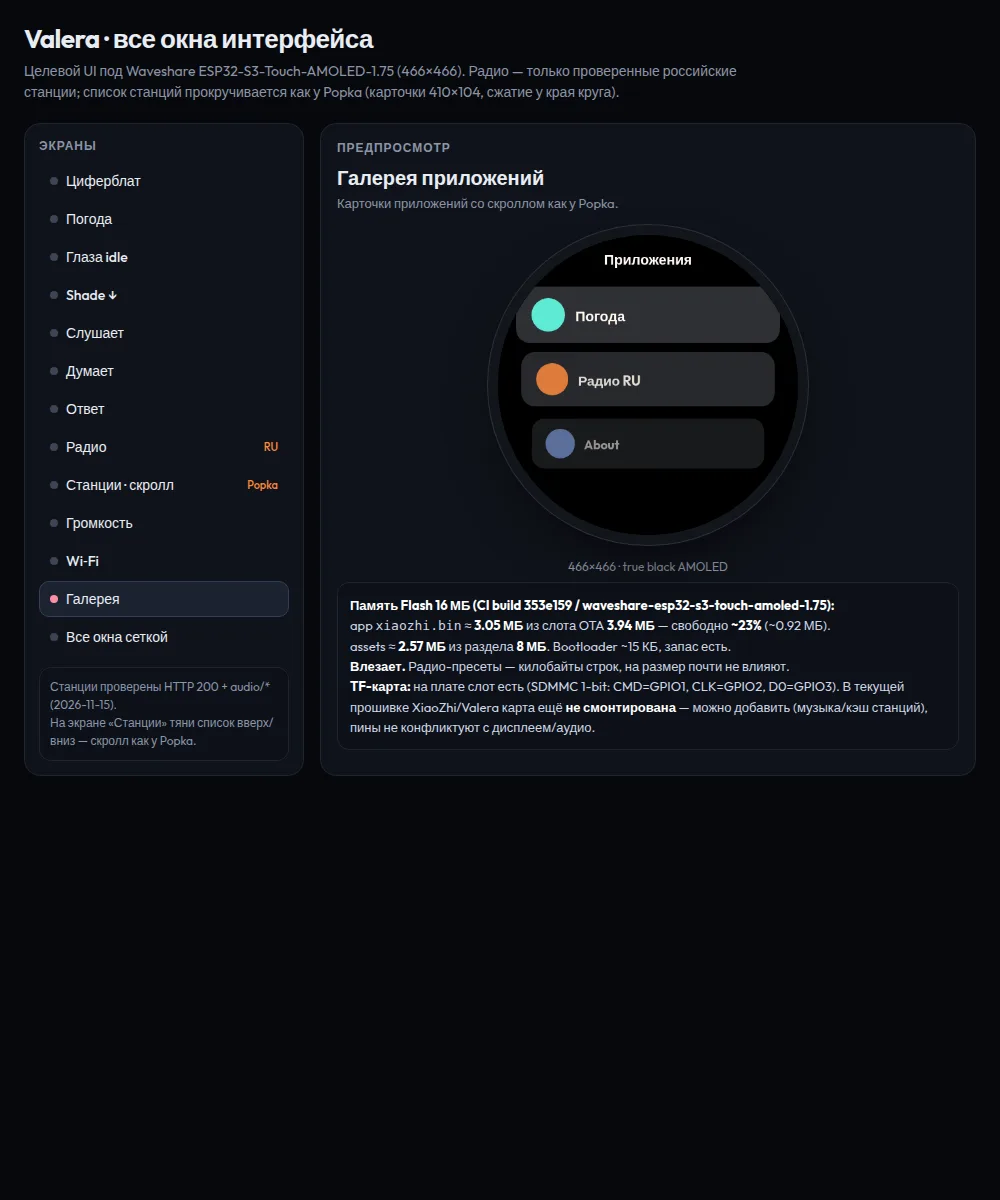 Valera · все окна интерфейса
Целевой UI под Waveshare ESP32-S3-Touch-AMOLED-1.75 (466×466). Радио — только проверенные российские
станции; список станций прокручивается как у Popka (карточки 410×104, сжатие у края круга).
ЭКРАНЫ
Циферблат
Погода
Глаза idle
Shade ↓
Слушает
Думает
Ответ
Радио RU
Станции · скролл Popka
Громкость
Wi-Fi
Галерея
Все окна сеткой
Станции проверены HTTP 200 + audio/*
(2026-11-15).
На экране «Станции» тяни список вверх/
вниз — скролл как у Popka.
ПРЕДПРОСМОТР
Галерея приложений
Карточки приложений со скроллом как у Popka.
Приложения
Погода
Радио RU
About
466×466 · true black AMOLED
Память Flash 16 МБ (CI build 353e159 / waveshare-esp32-s3-touch-amoled-1.75):
app xiaozhi.bin ≈ 3.05 МБ из слота OTA 3.94 МБ — свободно ~23% (~0.92 МБ).
assets ≈ 2.57 МБ из раздела 8 МБ. Bootloader ~15 КБ, запас есть.
Влезает. Радио-пресеты — килобайты строк, на размер почти не влияют.
TF-карта: на плате слот есть (SDMMC 1-bit: CMD=GPIO1, CLK=GPIO2, D0=GPIO3). В текущей
прошивке XiaoZhi/Valera карта ещё не смонтирована — можно добавить (музыка/кэш станций),
пины не конфликтуют с дисплеем/аудио.